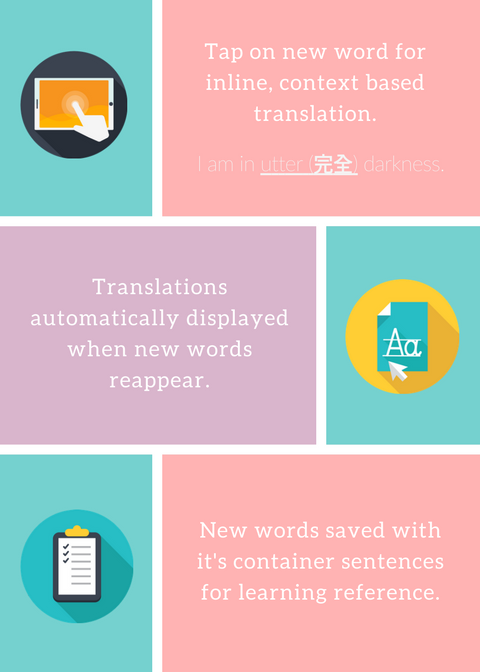 Tap on new word for
inline, context based
translation.
I am in utter (完全) darkness.
Translations
automatically displayed
when new words
reappear.
Aa
New words saved with
it's container sentences
for learning reference.